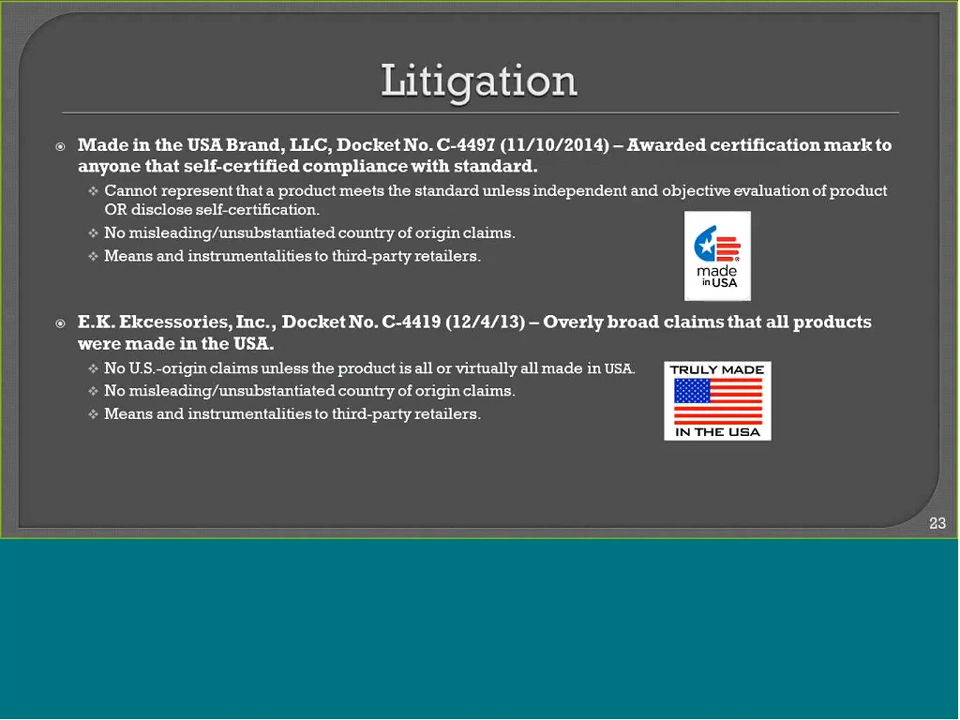 Litigation
Made in the USA Brand, LLC, Docket No. C-4497 (11/10/2014) – Awarded certification mark to
anyone that self-certified compliance with standard.
Cannot represent that a product meets the standard unless independent and objective evaluation of product
OR disclose self-certification.
No misleading/unsubstantiated country of origin claims.
Means and instrumentalities to third-party retailers.
made
in USA
®
E.K. Ekcessories, Inc., Docket No. C-4419 (12/4/13) – Overly broad claims that all products
were made in the USA.
No U.S.-origin claims unless the product is all or virtually all made in USA.
No misleading/unsubstantiated country of origin claims.
Means and instrumentalities to third-party retailers.
TRULY MADE
IN THE USA
23